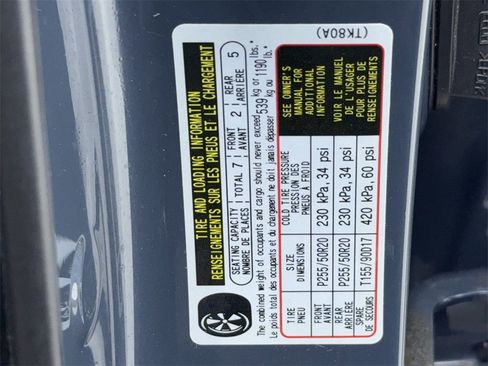 (TK80A)
TIRE AND LOADING INFORMATION
RENSEIGNEMENTS SUR LES PNEUS ET LE CHARGEMENT
SEATING CAPACITY TOTAL 7 FRONT 2 REAR 5
NOMBRE DE PLACES AVANT ARRIÈRE
The combined weight of occupants and cargo should never exceed 539 kg or 1190 lbs.
Le poids total des occupants et du chargement ne doit jamais dépasser kg ou lb.
TIRE SIZE COLD TIRE PRESSURE
PNEU DIMENSIONS PRESSION DES PNEUS À FROID
FRONT AVANT P255/50R20 230 kPa, 34 psi
REAR ARRIÈRE P255/50R20 230 kPa, 34 psi
SPARE DE SECOURS T155/90D17 420 kPa, 60 psi
SEE OWNER'S
MANUAL FOR
ADDITIONAL
INFORMATION
VOIR LE MANUEL
DE L'USAGER
POUR PLUS DE
RENSEIGNEMENTS